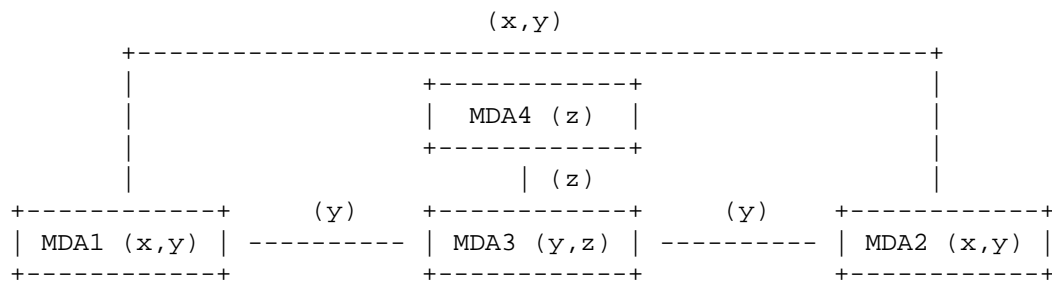 (x,y)
MDA4 (z)
(z)
(y) (y)
MDA1 (x,y) MDA3 (y,z) MDA2 (x,y)